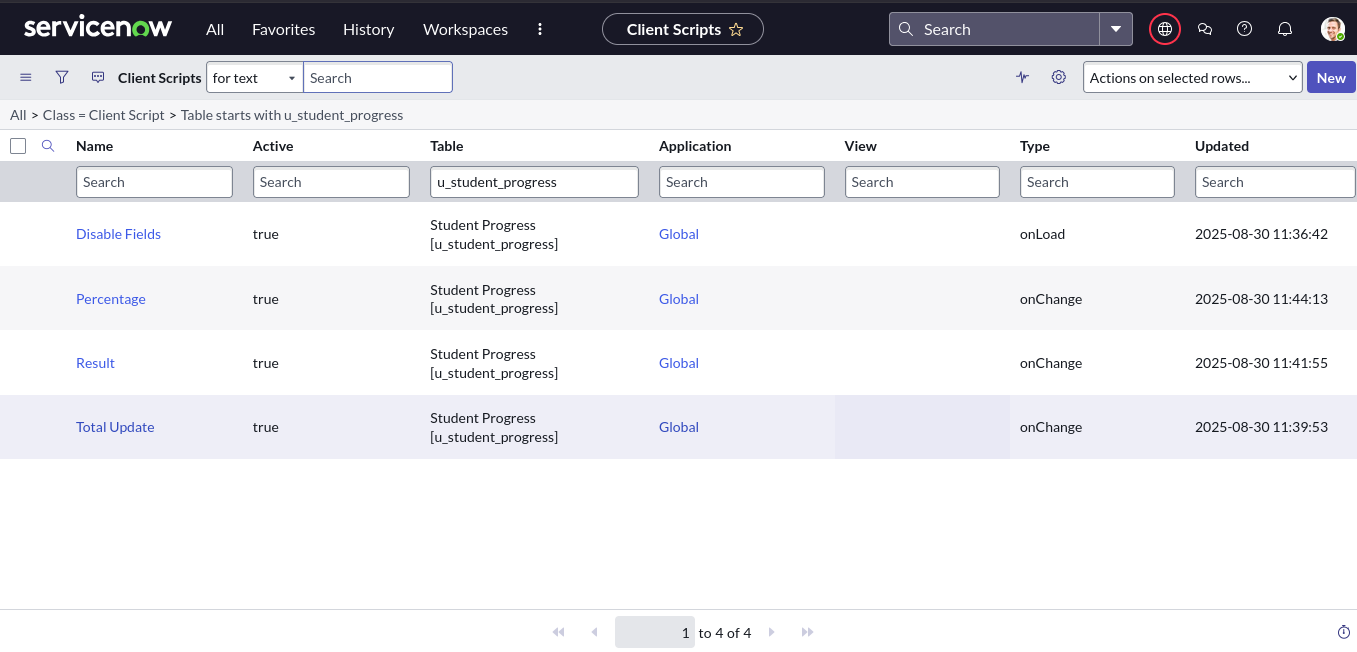 servicenow All Favorites History Workspaces Client Scripts Search
Client Scripts for text Search Actions on selected rows... New
All > Class = Client Script > Table starts with u_student_progress
Name Active Table Application View Type Updated
Search Search u_student_progress Search Search Search Search
Disable Fields true Student Progress [u_student_progress] Global onLoad 2025-08-30 11:36:42
Percentage true Student Progress [u_student_progress] Global onChange 2025-08-30 11:44:13
Result true Student Progress [u_student_progress] Global onChange 2025-08-30 11:41:55
Total Update true Student Progress [u_student_progress] Global onChange 2025-08-30 11:39:53
1 to 4 of 4